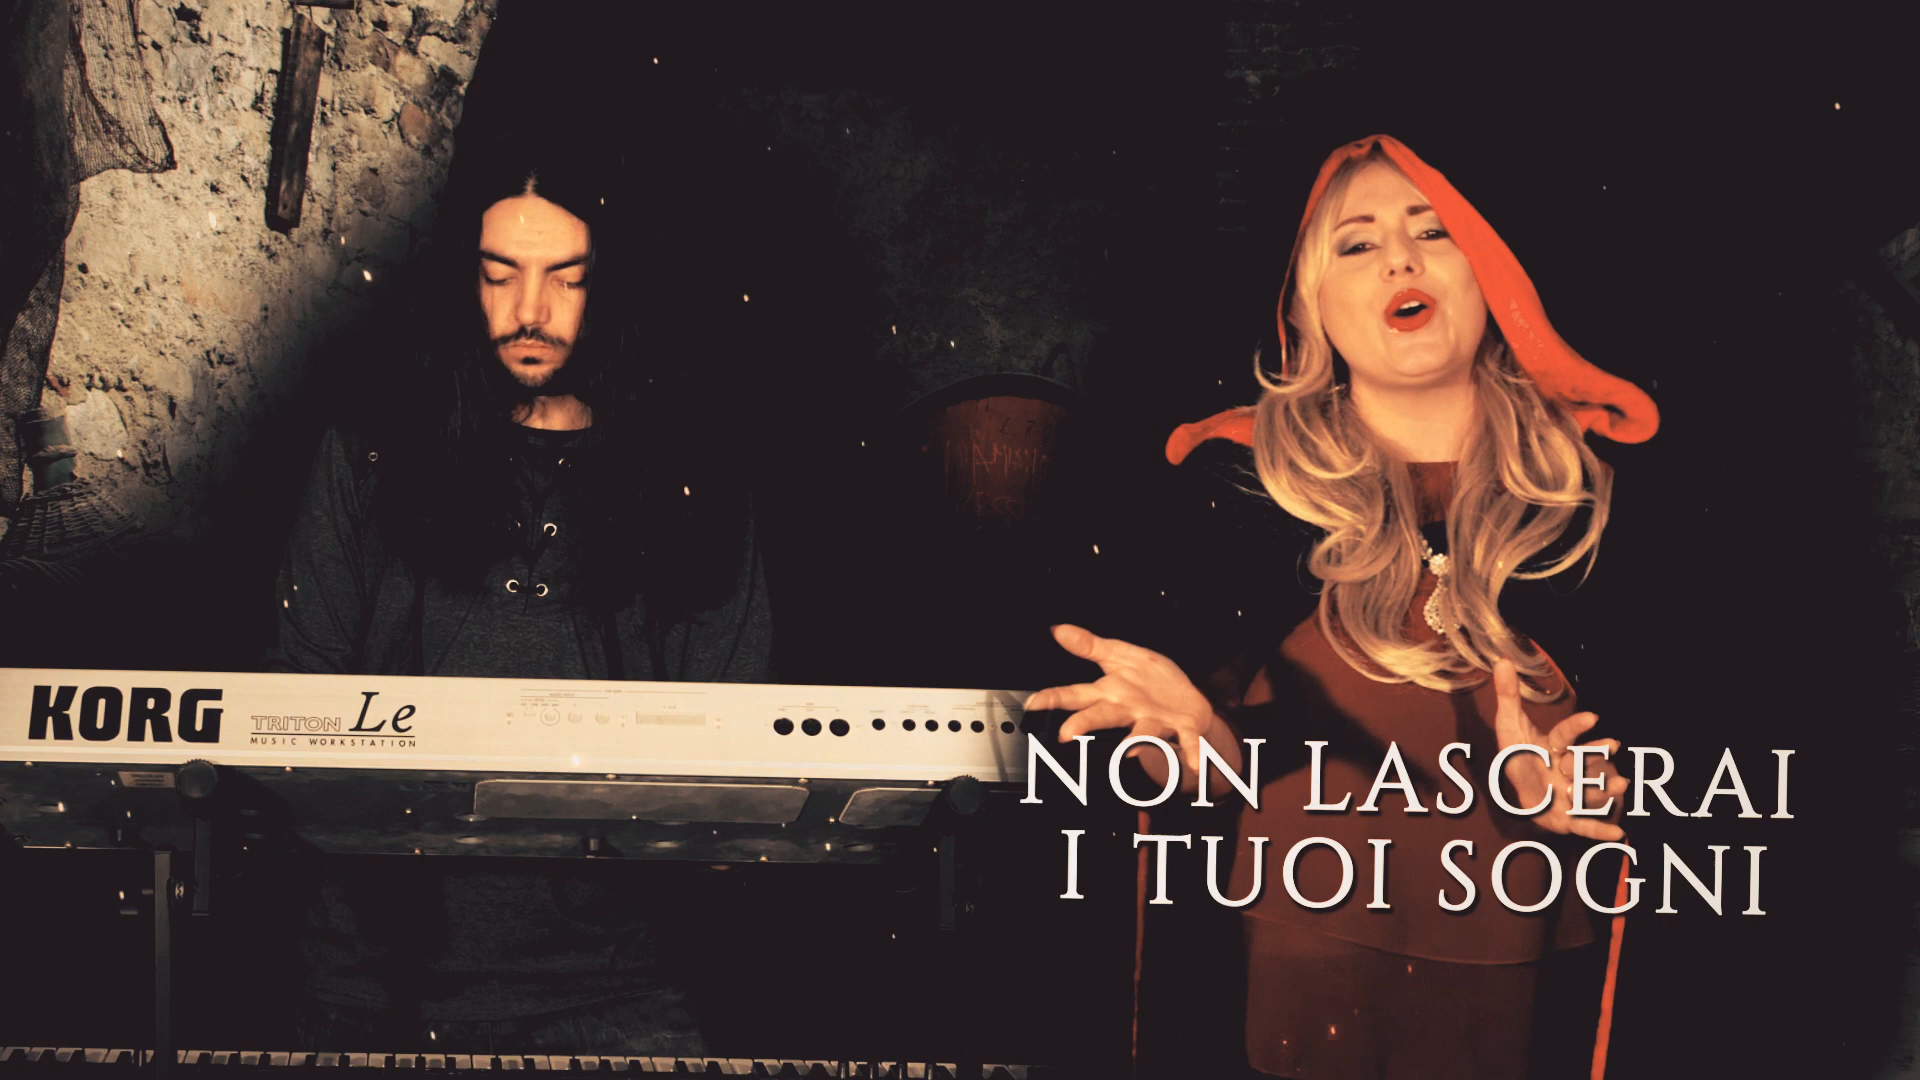 KORG
TRITON Le
MUSIC WORKSTATION
NON LASCERAI
I TUOI SOGNI